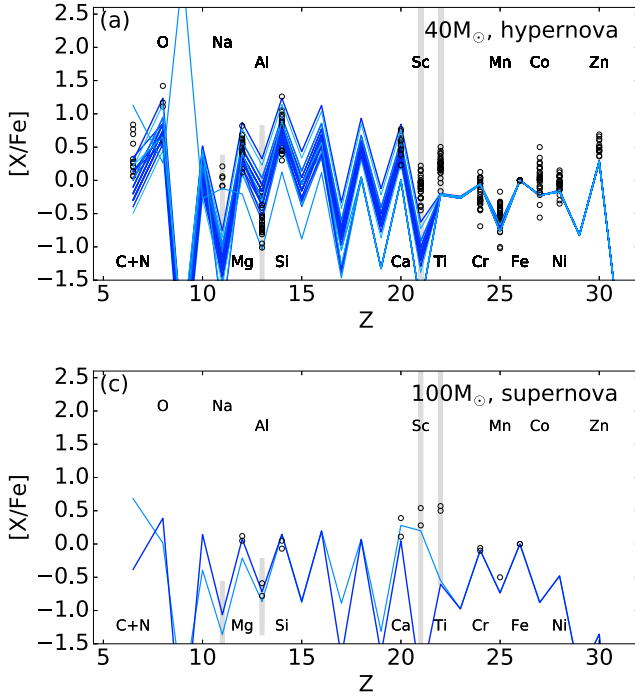 (a)
40M⊙, hypernova
O Na
Al Sc Mn Co Zn
2.5
2.0
1.5
1.0
0.5
0.0
−0.5
−1.0
−1.5
[X/Fe]
C+N Mg Si Ca Ti Cr Fe Ni
5 10 15 20 25 30
Z
(c)
100M⊙, supernova
O Na
Al Sc Mn Co Zn
2.5
2.0
1.5
1.0
0.5
0.0
−0.5
−1.0
−1.5
[X/Fe]
C+N Mg Si Ca Ti Cr Fe Ni
5 10 15 20 25 30
Z